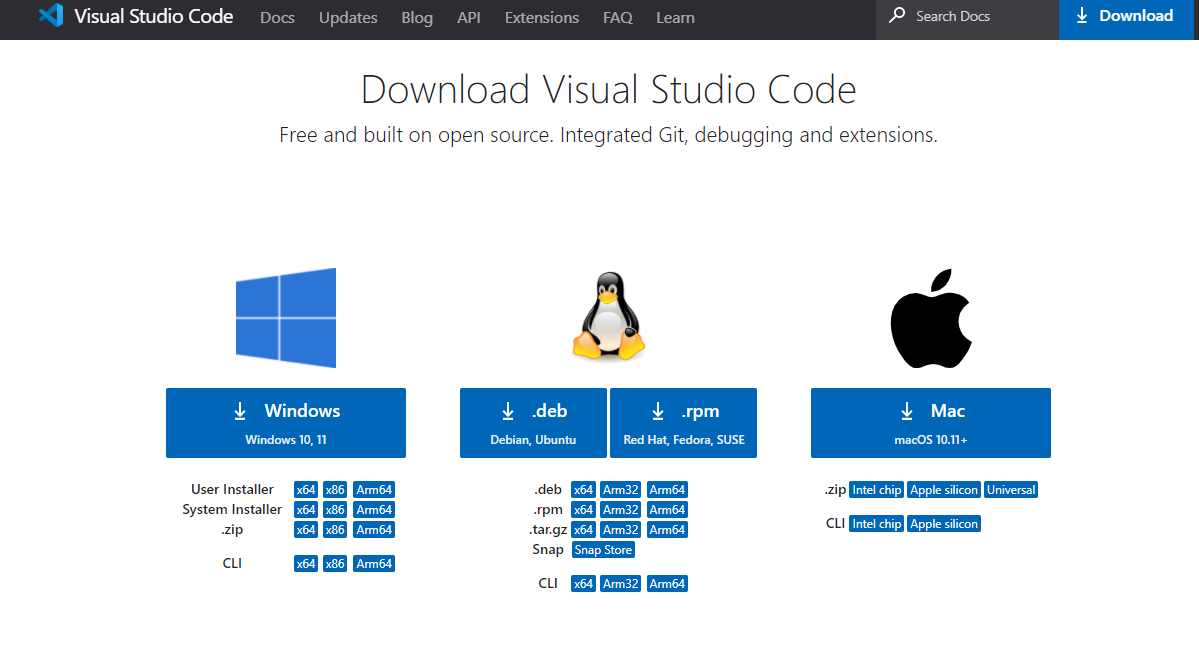 Visual Studio Code Docs Updates Blog API Extensions FAQ Learn Search Docs Download
Download Visual Studio Code
Free and built on open source. Integrated Git, debugging and extensions.
Windows
Windows 10, 11
User Installer x64 x86 Arm64
System Installer x64 x86 Arm64
.zip x64 x86 Arm64
CLI x64 x86 Arm64
.deb
Debian, Ubuntu
.rpm
Red Hat, Fedora, SUSE
.deb x64 Arm32 Arm64
.rpm x64 Arm32 Arm64
.tar.gz x64 Arm32 Arm64
Snap Snap Store
CLI x64 Arm32 Arm64
Mac
macOS 10.11+
.zip Intel chip Apple silicon Universal
CLI Intel chip Apple silicon